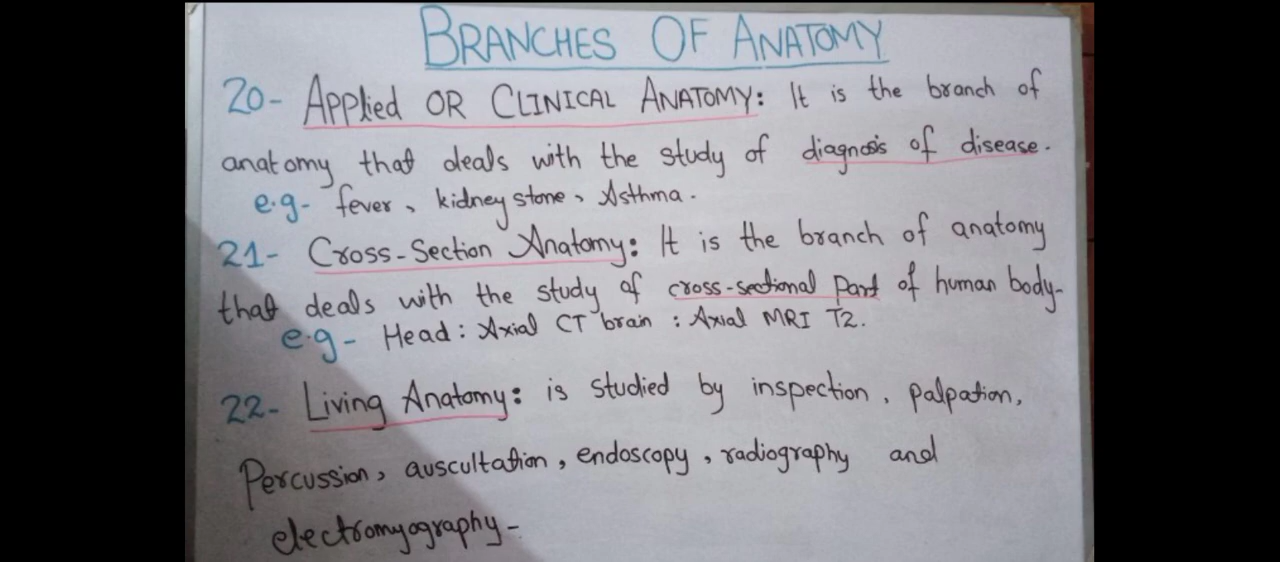 BRANCHES OF ANATOMY
20- Applied OR CLINICAL ANATOMY: It is the branch of
anatomy that deals with the study of diagnosis of disease.
e.g- fever, kidney stone, Asthma.
21- Cross-Section Anatomy: It is the branch of anatomy
that deals with the study of cross-sectional part of human body-
e.g- Head: Axial CT brain : Axial MRI T2.
22- Living Anatomy: is studied by inspection, palpation,
Percussion, auscultation, endoscopy, radiography and
electromyography-